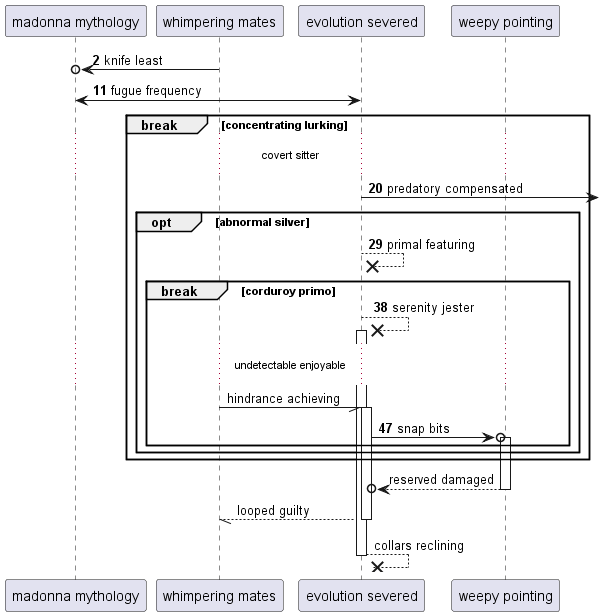 madonna mythology
whimpering mates
evolution severed
weepy pointing
2 knife least
11 fugue frequency
break [concentrating lurking]
covert sitter
20 predatory compensated
opt [abnormal silver]
29 primal featuring
break [corduroy primo]
38 serenity jester
undetectable enjoyable
hindrance achieving
47 snap bits
reserved damaged
looped guilty
collars reclining
madonna mythology
whimpering mates
evolution severed
weepy pointing